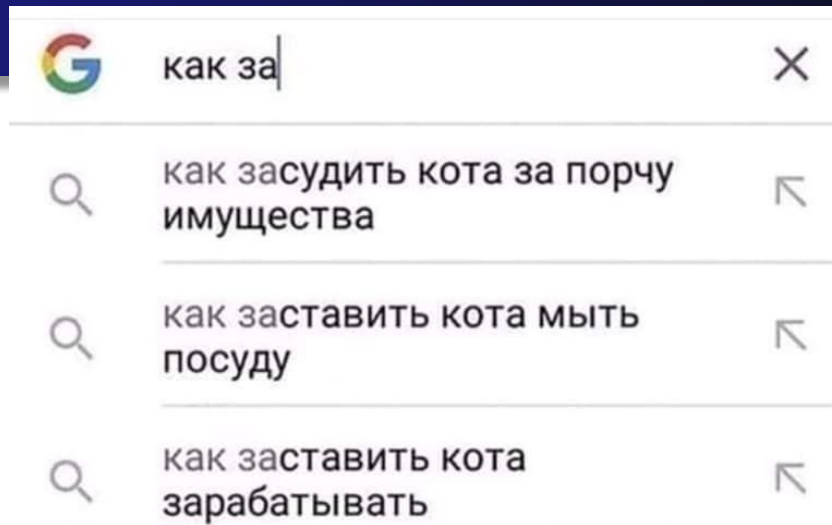 как за
как засудить кота за порчу
имущества
как заставить кота мыть
посуду
как заставить кота
зарабатывать